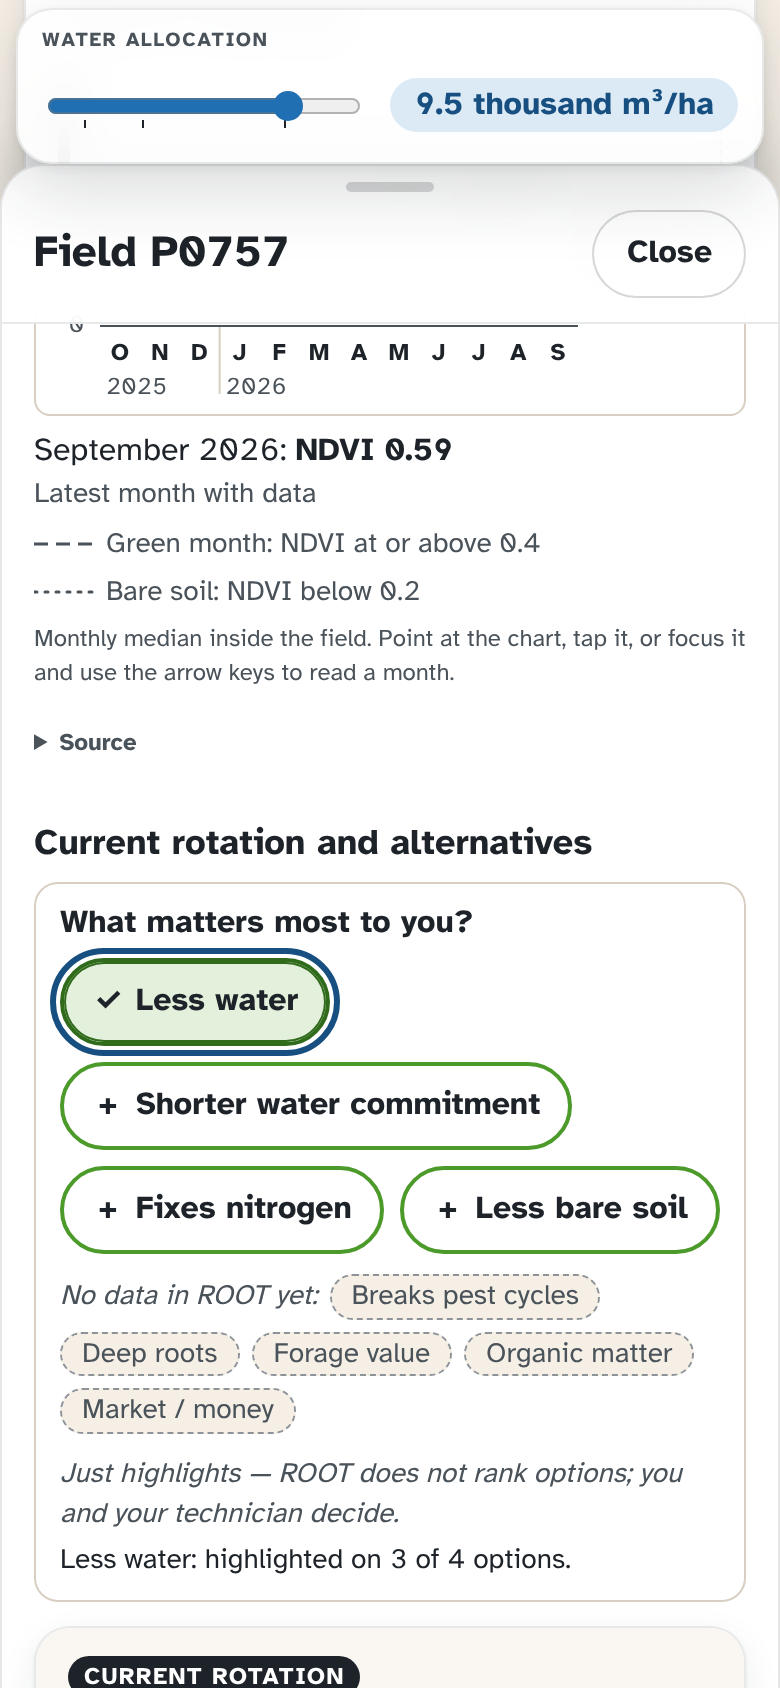 WATER ALLOCATION
9.5 thousand m³/ha
Field P0757
Close
0
O N D J F M A M J J A S
2025 2026
September 2026: NDVI 0.59
Latest month with data
Green month: NDVI at or above 0.4
Bare soil: NDVI below 0.2
Monthly median inside the field. Point at the chart, tap it, or focus it
and use the arrow keys to read a month.
▶ Source
Current rotation and alternatives
What matters most to you?
✓ Less water
+ Shorter water commitment
+ Fixes nitrogen + Less bare soil
No data in ROOT yet: Breaks pest cycles
Deep roots Forage value Organic matter
Market / money
Just highlights — ROOT does not rank options; you
and your technician decide.
Less water: highlighted on 3 of 4 options.
CURRENT ROTATION